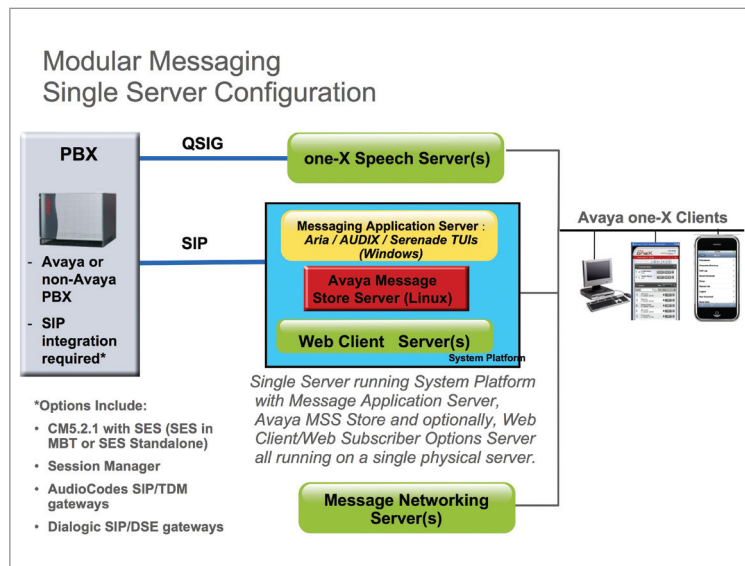 Modular Messaging
Single Server Configuration
PBX
- Avaya or
non-Avaya
PBX
- SIP
integration
required*
QSIG
SIP
one-X Speech Server(s)
Messaging Application Server :
Aria / AUDIX / Serenade TUIs
(Windows)
Avaya Message
Store Server (Linux)
Web Client Server(s)
System Platform
Avaya one-X Clients
Single Server running System Platform
with Message Application Server,
Avaya MSS Store and optionally, Web
Client/Web Subscriber Options Server
all running on a single physical server.
Message Networking
Server(s)
*Options Include:
• CM5.2.1 with SES (SES in
MBT or SES Standalone)
• Session Manager
• AudioCodes SIP/TDM
gateways
• Dialogic SIP/DSE gateways